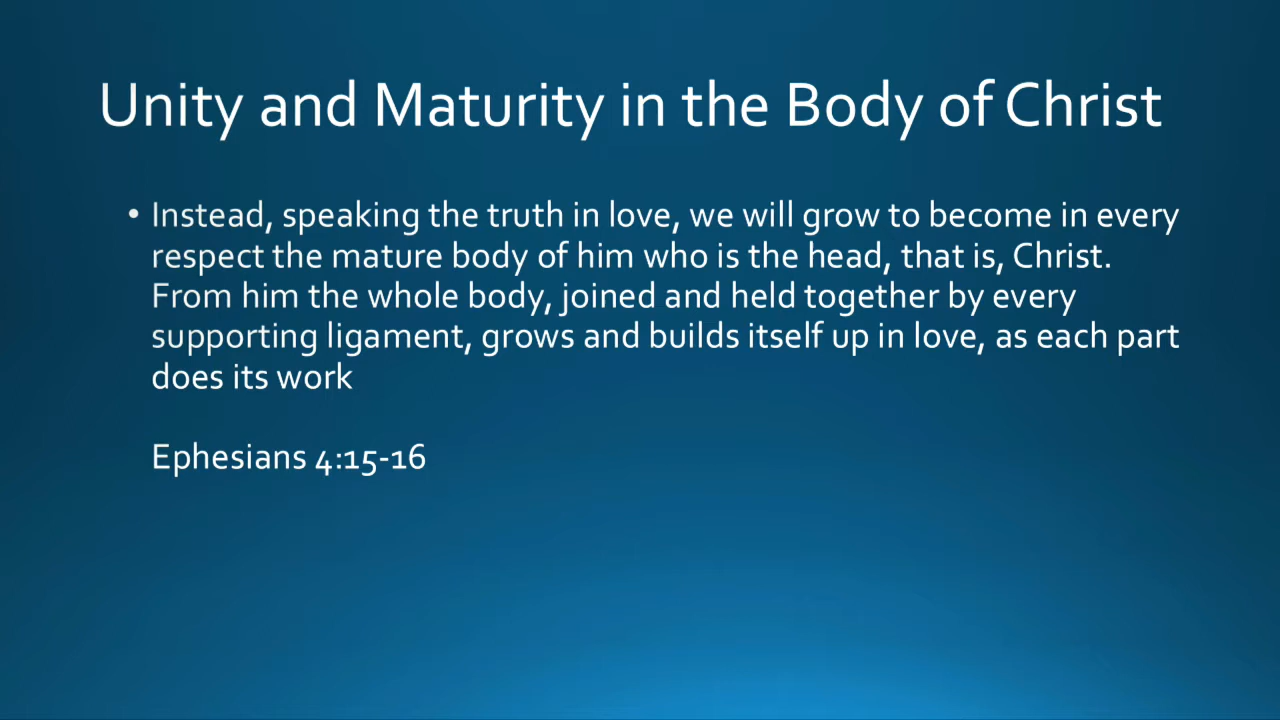 Unity and Maturity in the Body of Christ
• Instead, speaking the truth in love, we will grow to become in every
respect the mature body of him who is the head, that is, Christ.
From him the whole body, joined and held together by every
supporting ligament, grows and builds itself up in love, as each part
does its work
Ephesians 4:15-16